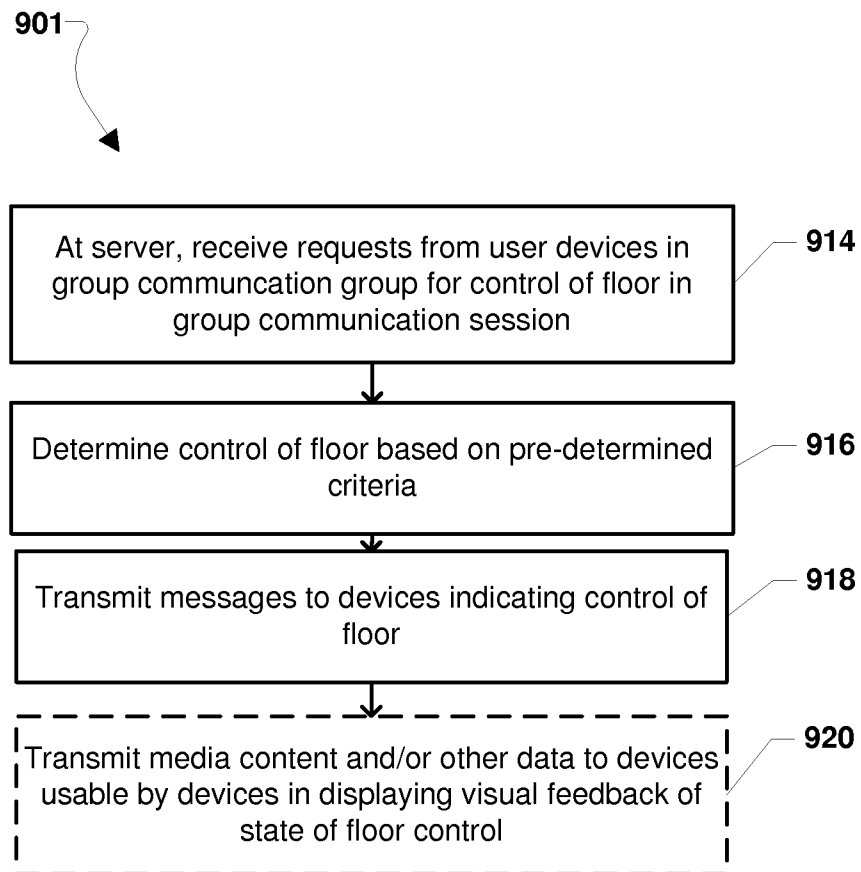 901
At server, receive requests from user devices in
group communcation group for control of floor in
group communication session
914
Determine control of floor based on pre-determined
criteria
916
Transmit messages to devices indicating control of
floor
918
Transmit media content and/or other data to devices
usable by devices in displaying visual feedback of
state of floor control
920